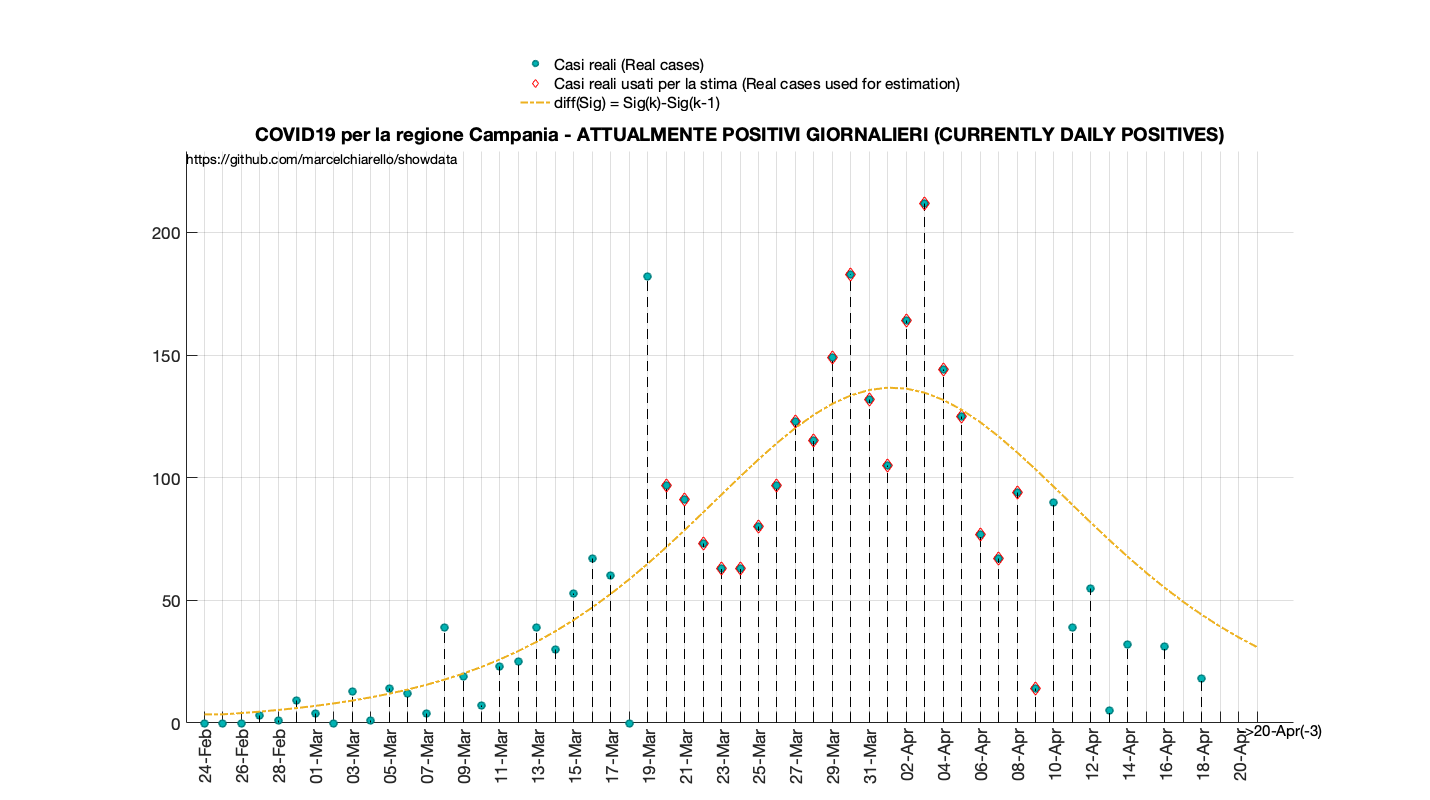 Casi reali (Real cases)
Casi reali usati per la stima (Real cases used for estimation)
diff(Sig) = Sig(k)-Sig(k-1)
COVID19 per la regione Campania - ATTUALMENTE POSITIVI GIORNALIERI (CURRENTLY DAILY POSITIVES)
https://github.com/marcelchiarello/showdata
200
150
100
50
0
24-Feb
26-Feb
28-Feb
01-Mar
03-Mar
05-Mar
07-Mar
09-Mar
11-Mar
13-Mar
15-Mar
17-Mar
19-Mar
21-Mar
23-Mar
25-Mar
27-Mar
29-Mar
31-Mar
02-Apr
04-Apr
06-Apr
08-Apr
10-Apr
12-Apr
14-Apr
16-Apr
18-Apr
20-Apr
>20-Apr(-3)